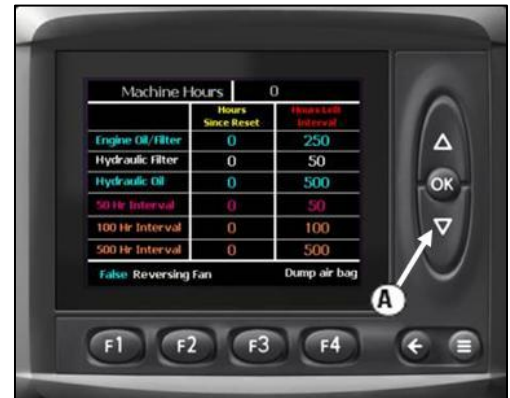 Machine Hours 0
Hours Since Reset Hours Left Interval
Engine Oil/Filter 0 250
Hydraulic Filter 0 50
Hydraulic Oil 0 500
50 Hr Interval 0 50
100 Hr Interval 0 100
500 Hr Interval 0 500
False Reversing Fan Dump air bag
OK
A
F1 F2 F3 F4